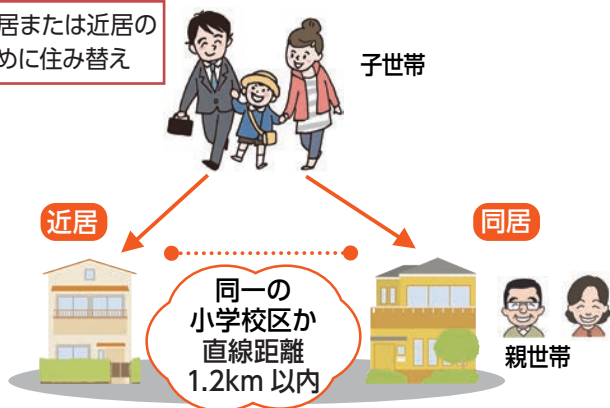 居または近居の
めに住み替え
子世帯
近居
同居
同一の
小学校区か
直線距離
1.2km 以内
親世帯